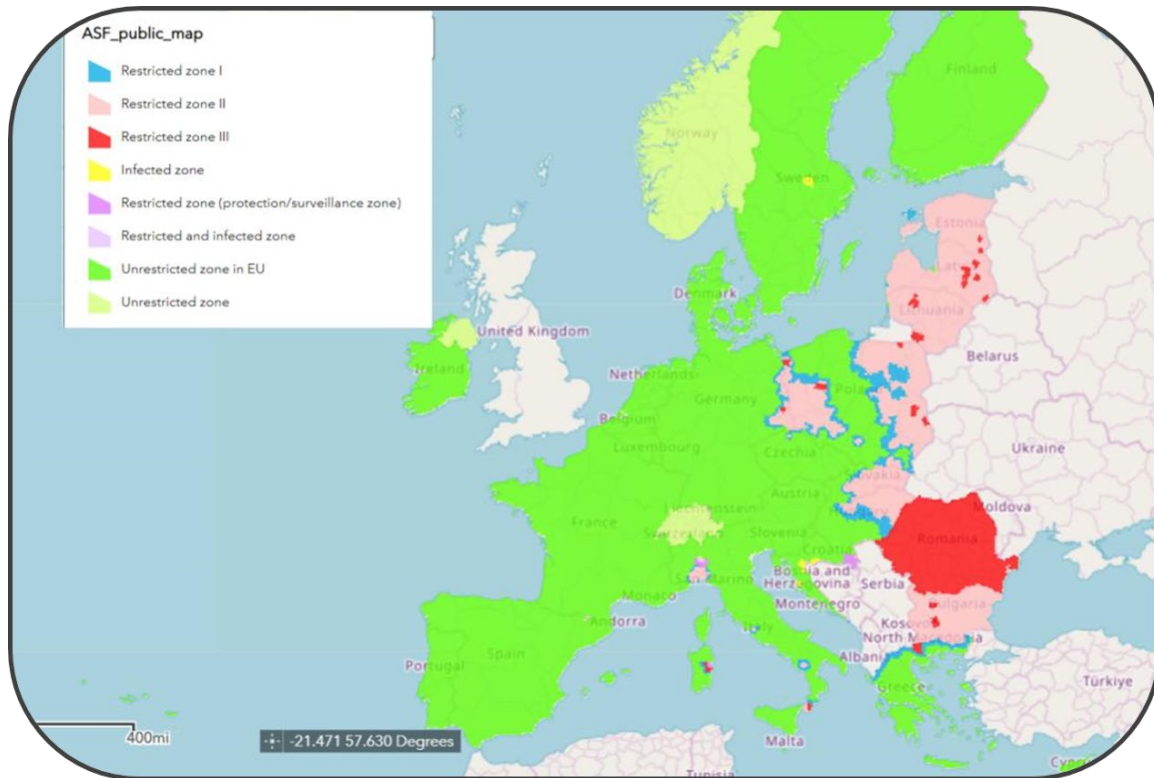 ASF_public_map
Restricted zone I
Restricted zone II
Restricted zone III
Infected zone
Restricted zone (protection/surveillance zone)
Restricted and infected zone
Unrestricted zone in EU
Unrestricted zone
Finland
Norway
Sweden
Estonia
Latvia
Lithuania
Denmark
United Kingdom
Ireland
Belarus
Netherlands
Germany
Poland
Belgium
Luxembourg
Czechia
Ukraine
Slovakia
Austria
Liechtenstein
Hungary
Moldova
France
Switzerland
Slovenia
Croatia
Romania
San Marino
Bosnia and
Herzegovina
Serbia
Monaco
Montenegro
Bulgaria
Andorra
Italy
Kosovo
North Macedonia
Portugal
Spain
Albani
Greece
Türkiye
400mi
-21.471 57.630 Degrees
Malta
Tunisia
Cypru